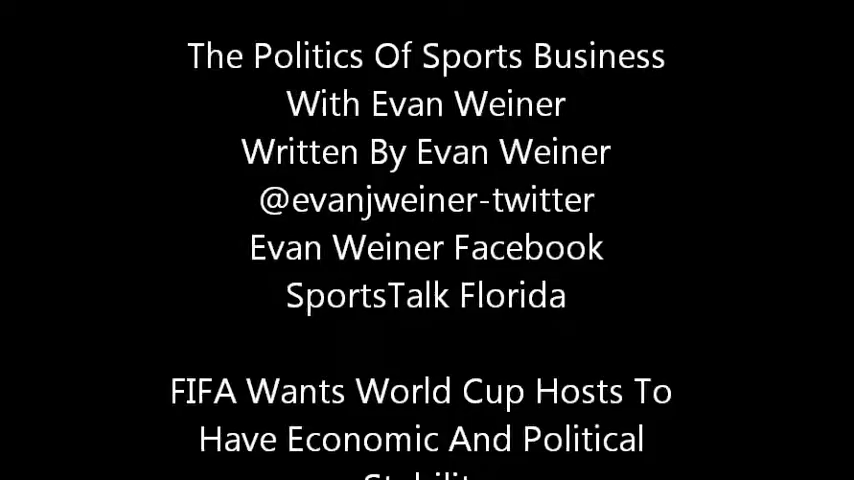 The Politics Of Sports Business
With Evan Weiner
Written By Evan Weiner
@evanjweiner-twitter
Evan Weiner Facebook
SportsTalk Florida
FIFA Wants World Cup Hosts To
Have Economic And Political